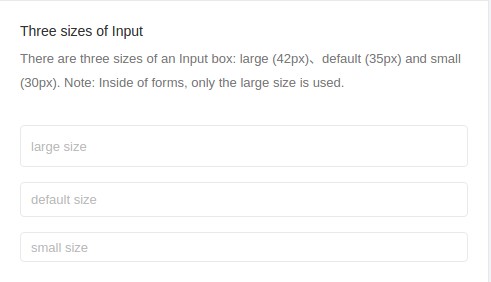 Three sizes of Input
There are three sizes of an Input box: large (42px)、default (35px) and small
(30px). Note: Inside of forms, only the large size is used.
large size
default size
small size